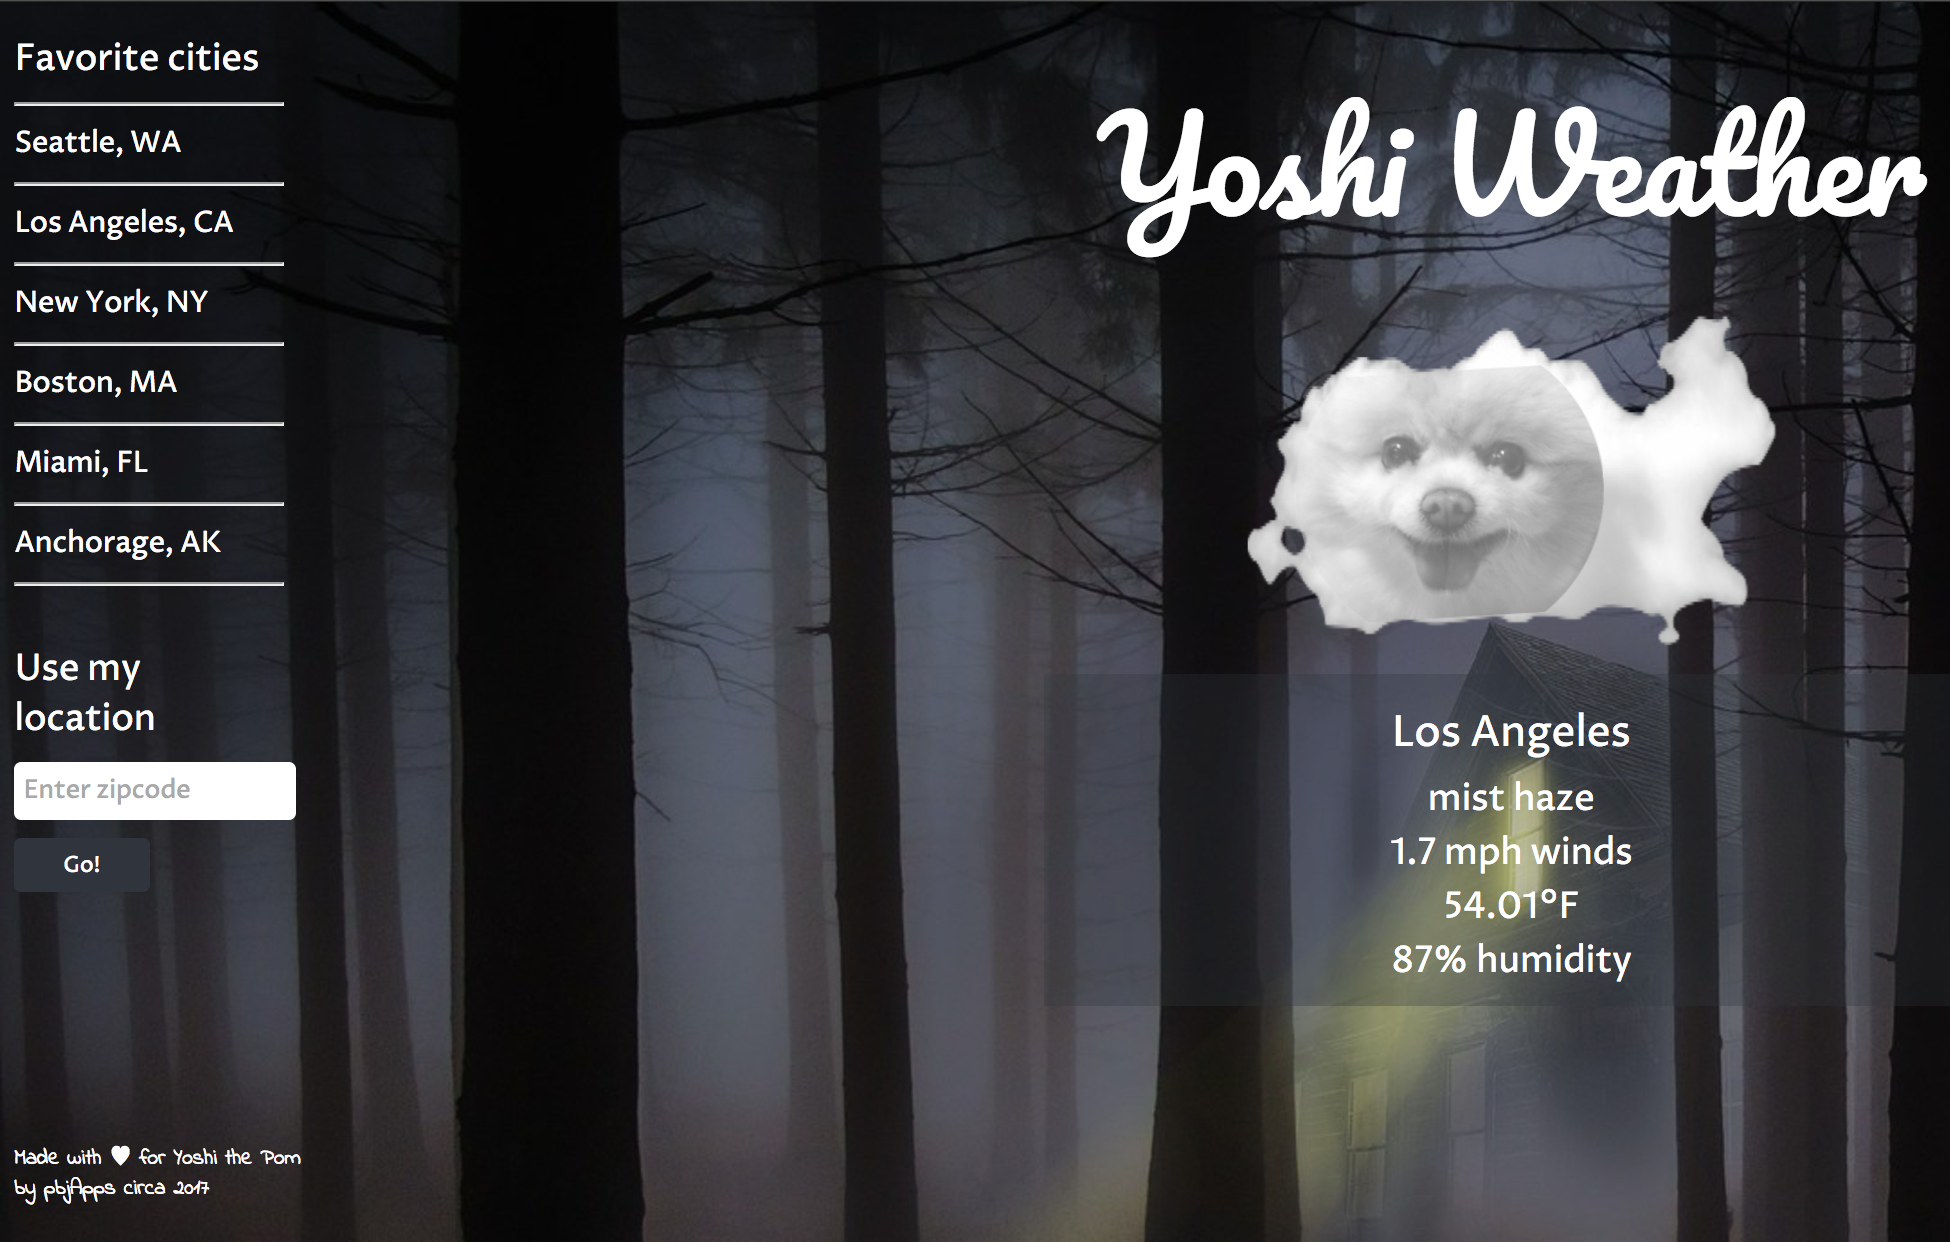 Favorite cities
Seattle, WA
Los Angeles, CA
New York, NY
Boston, MA
Miami, FL
Anchorage, AK
Use my
location
Enter zipcode
Go!
Made with ♥ for Yoshi the Pom
by pbjApps circa 2017
Yoshi Weather
Los Angeles
mist haze
1.7 mph winds
54.01°F
87% humidity